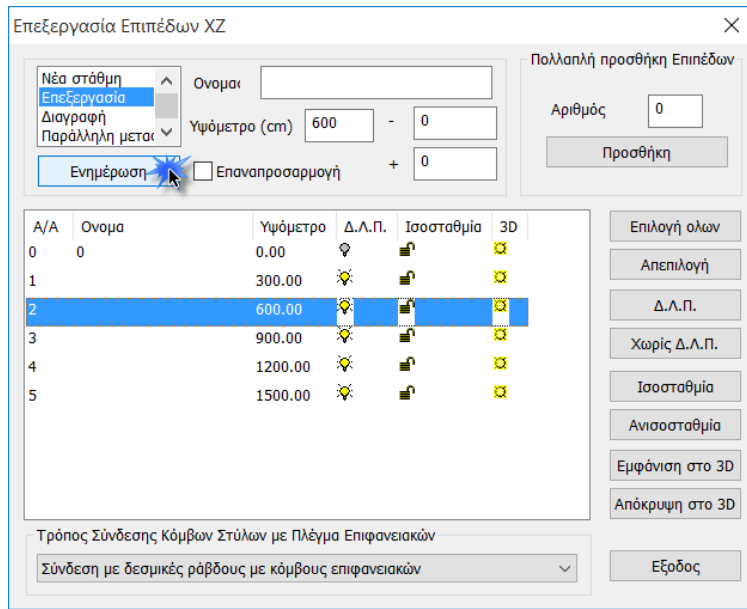 Επεξεργασία Επιπέδων XZ
Νέα στάθμη
Επεξεργασία
Διαγραφή
Παράλληλη μετασ
Ονομας
Υψόμετρο (cm) 600 - 0
Ενημέρωση
Επαναπροσαρμογή + 0
Πολλαπλή προσθήκη Επιπέδων
Αριθμός 0
Προσθήκη
Α/Α Ονομα Υψόμετρο Δ.Λ.Π. Ισοσταθμία 3D
0 0 0.00
1 300.00
2 600.00
3 900.00
4 1200.00
5 1500.00
Επιλογή ολων
Απεπιλογή
Δ.Λ.Π.
Χωρίς Δ.Λ.Π.
Ισοσταθμία
Ανισοσταθμία
Εμφάνιση στο 3D
Απόκρυψη στο 3D
Τρόπος Σύνδεσης Κόμβων Στύλων με Πλέγμα Επιφανειακών
Σύνδεση με δεσμικές ράβδους με κόμβους επιφανειακών
Εξοδος